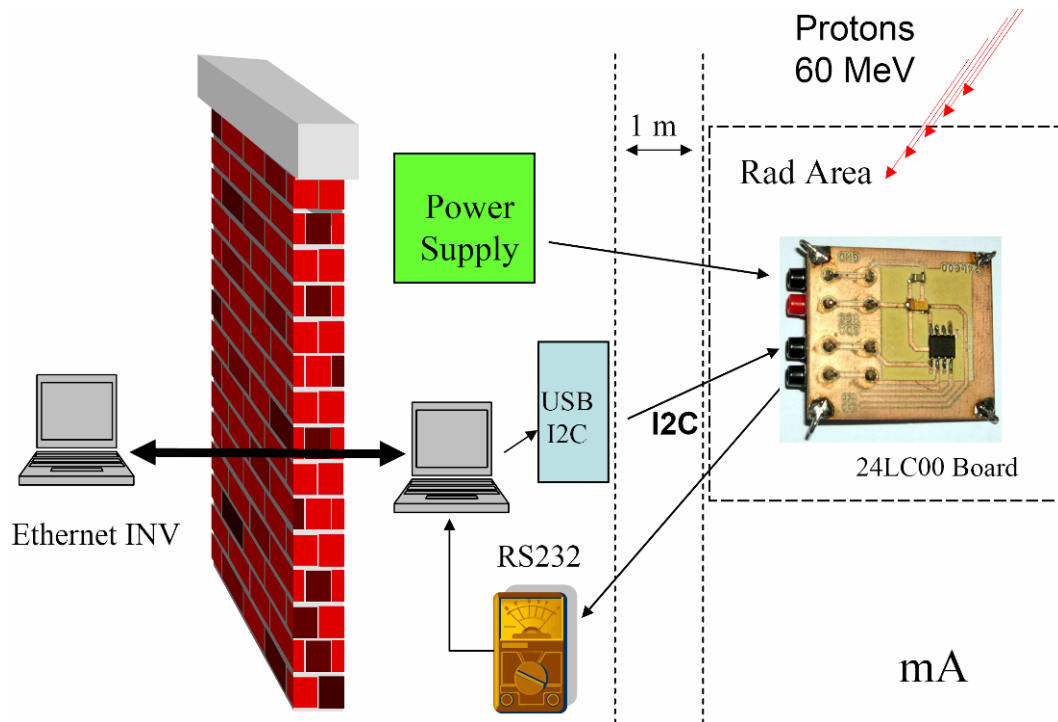 Protons
60 MeV
1 m
Rad Area
Power
Supply
USB
I2C
I2C
24LC00 Board
Ethernet INV
RS232
mA